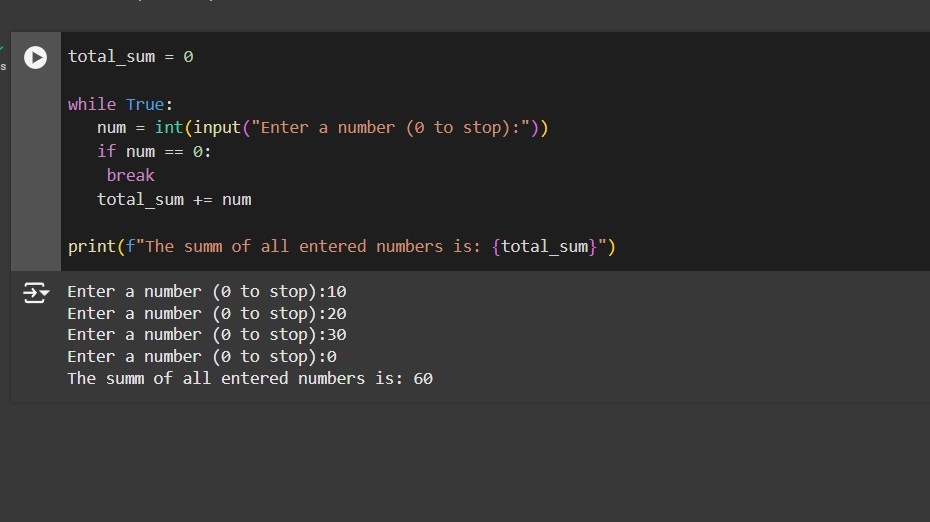 total_sum = 0
while True:
num = int(input("Enter a number (0 to stop):"))
if num == 0:
break
total_sum += num
print(f"The summ of all entered numbers is: {total_sum}")
Enter a number (0 to stop):10
Enter a number (0 to stop):20
Enter a number (0 to stop):30
Enter a number (0 to stop):0
The summ of all entered numbers is: 60